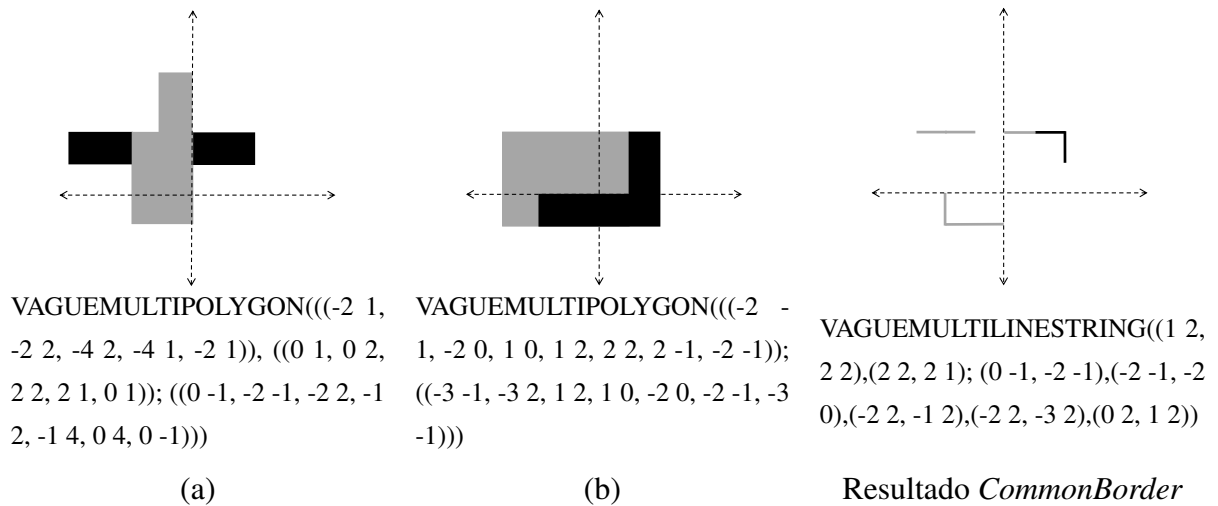 VAGUEMULTIPOLYGON(((-2 1,
-2 2, -4 2, -4 1, -2 1)), ((0 1, 0 2,
2 2, 2 1, 0 1)); ((0 -1, -2 -1, -2 2, -1
2, -1 4, 0 4, 0 -1)))
(a)
VAGUEMULTIPOLYGON(((-2 -
1, -2 0, 1 0, 1 2, 2 2, 2 -1, -2 -1));
((-3 -1, -3 2, 1 2, 1 0, -2 0, -2 -1, -3
-1)))
(b)
VAGUEMULTILINESTRING((1 2,
2 2),(2 2, 2 1); (0 -1, -2 -1),(-2 -1, -2
0),(-2 2, -1 2),(-2 2, -3 2),(0 2, 1 2))
Resultado CommonBorder